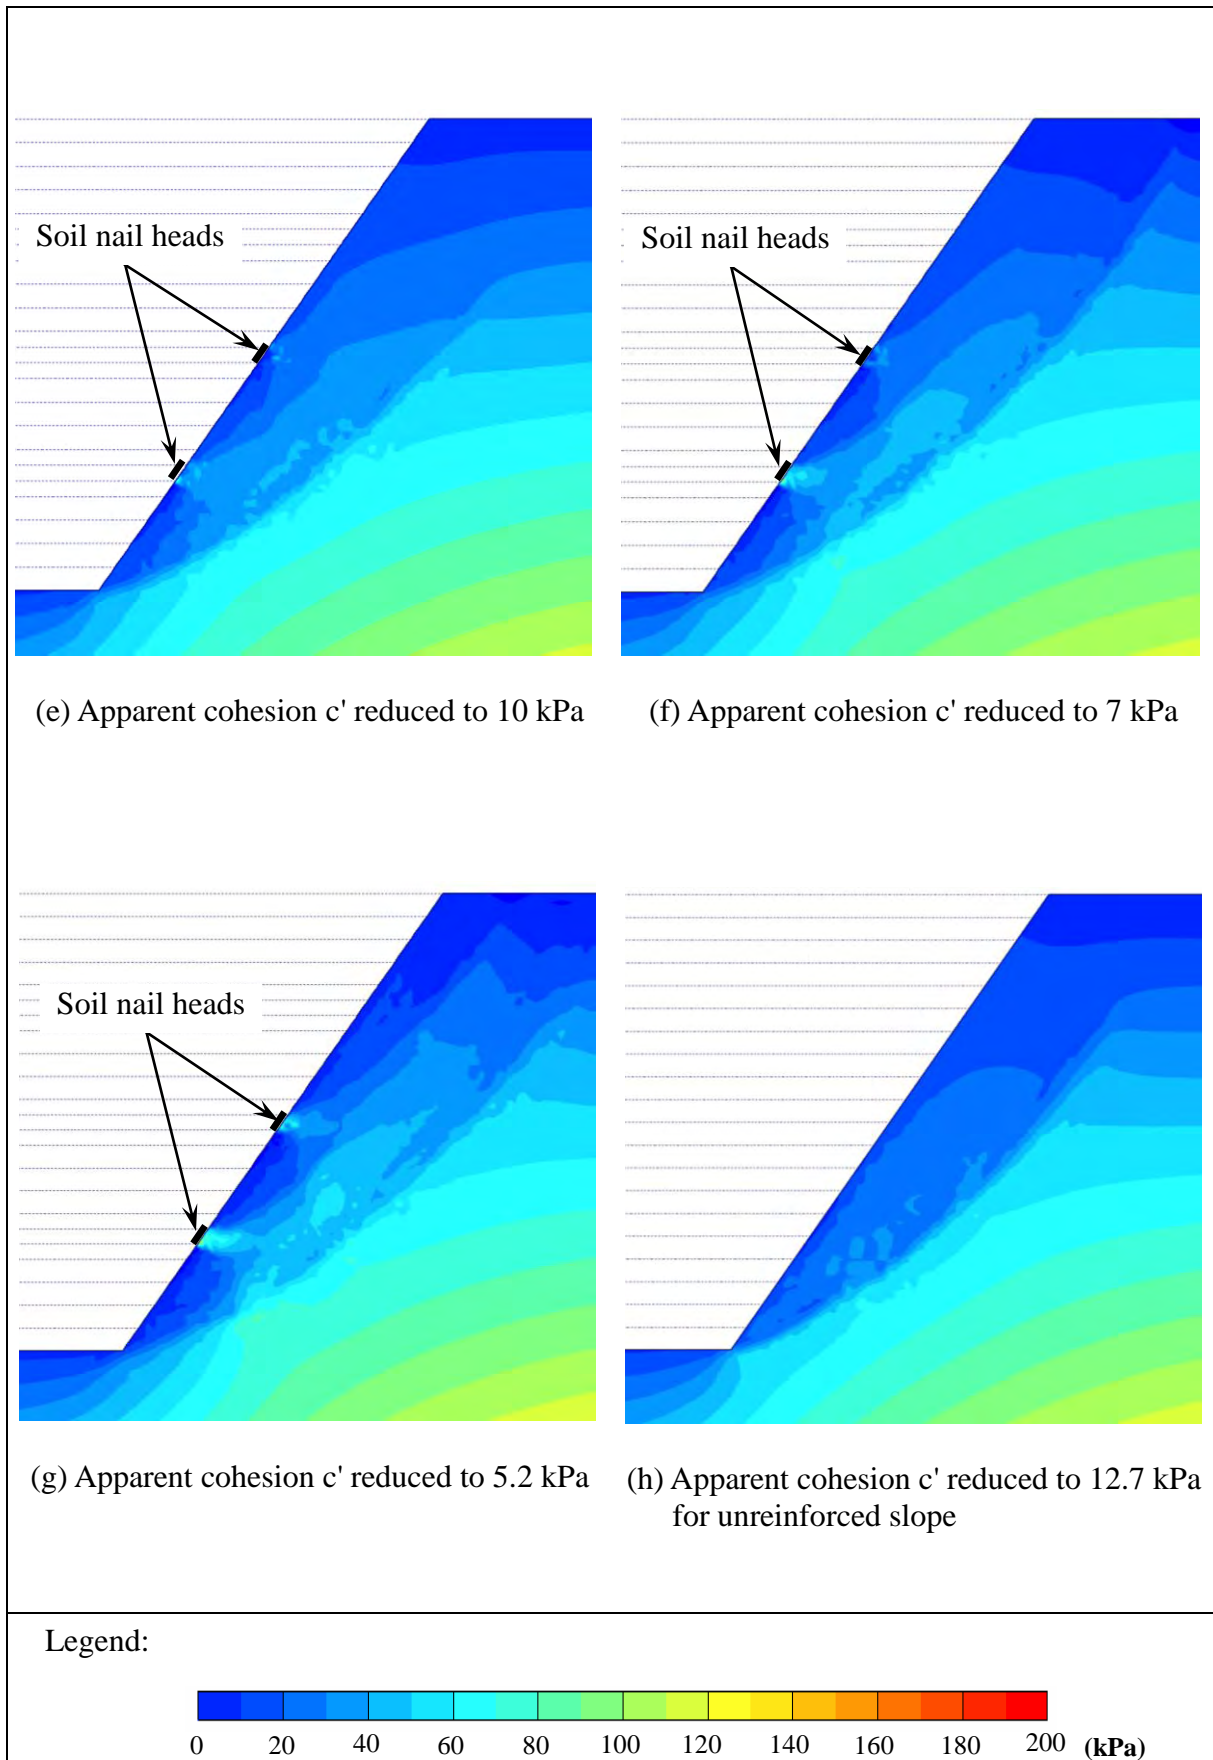 Soil nail heads
Soil nail heads
(e) Apparent cohesion c' reduced to 10 kPa
(f) Apparent cohesion c' reduced to 7 kPa
Soil nail heads
(g) Apparent cohesion c' reduced to 5.2 kPa
(h) Apparent cohesion c' reduced to 12.7 kPa
for unreinforced slope
Legend:
0 20 40 60 80 100 120 140 160 180 200 (kPa)